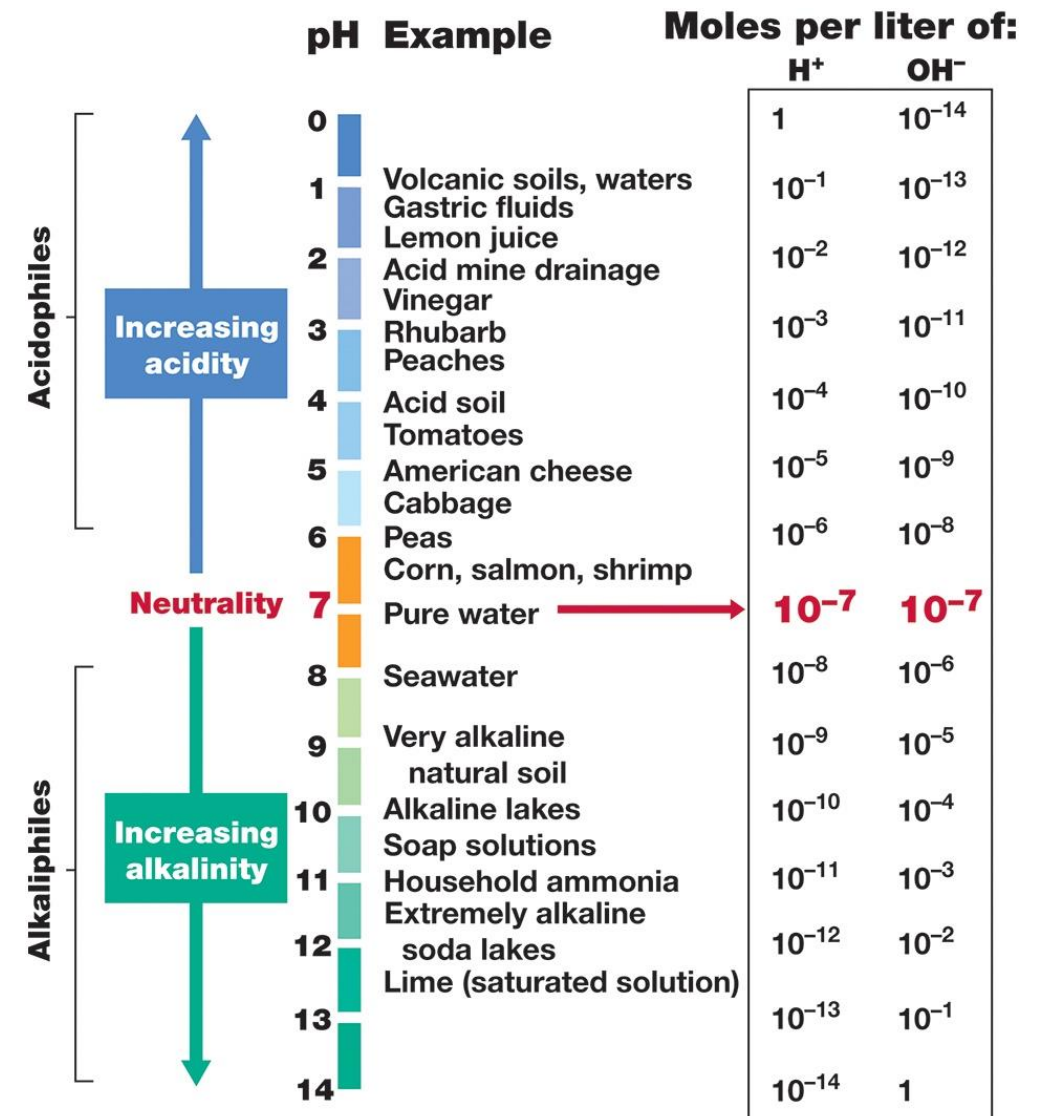 pH Example Moles per liter of:
H⁺ OH⁻
0 1 10⁻¹⁴
1 Volcanic soils, waters 10⁻¹ 10⁻¹³
Gastric fluids
Lemon juice
2 10⁻² 10⁻¹²
Acid mine drainage
Vinegar
3 Rhubarb 10⁻³ 10⁻¹¹
Peaches
4 Acid soil 10⁻⁴ 10⁻¹⁰
Tomatoes
5 American cheese 10⁻⁵ 10⁻⁹
Cabbage
6 Peas 10⁻⁶ 10⁻⁸
Corn, salmon, shrimp
Neutrality 7 Pure water 10⁻⁷ 10⁻⁷
8 Seawater 10⁻⁸ 10⁻⁶
9 Very alkaline 10⁻⁹ 10⁻⁵
natural soil
10 Alkaline lakes 10⁻¹⁰ 10⁻⁴
Soap solutions
11 Household ammonia 10⁻¹¹ 10⁻³
Extremely alkaline
12 soda lakes 10⁻¹² 10⁻²
Lime (saturated solution)
13 10⁻¹³ 10⁻¹
14 10⁻¹⁴ 1
Acidophiles
Increasing
acidity
Alkaliphiles
Increasing
alkalinity